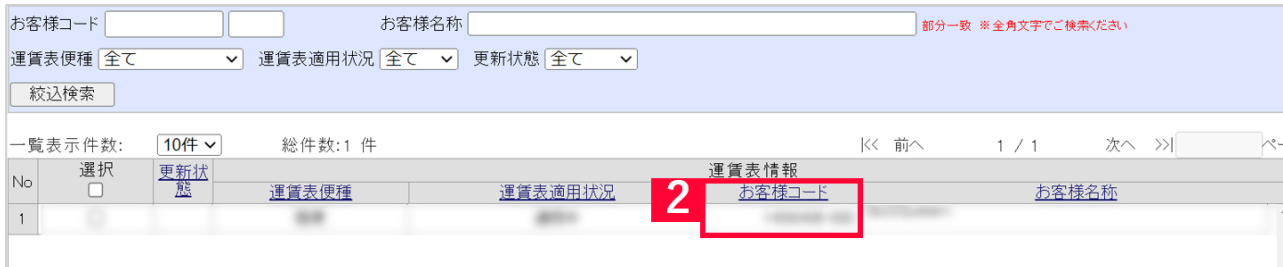 お客様コード お客様名称 部分一致 ※全角文字でご検索ください
運賃表便種 全て 運賃表適用状況 全て 更新状態 全て
絞込検索
一覧表示件数: 10件 総件数:1 件 |<< 前へ 1 / 1 次へ >>| ペー
No 選択 更新状態 運賃表情報
運賃表便種 運賃表適用状況 2 お客様コード お客様名称
1